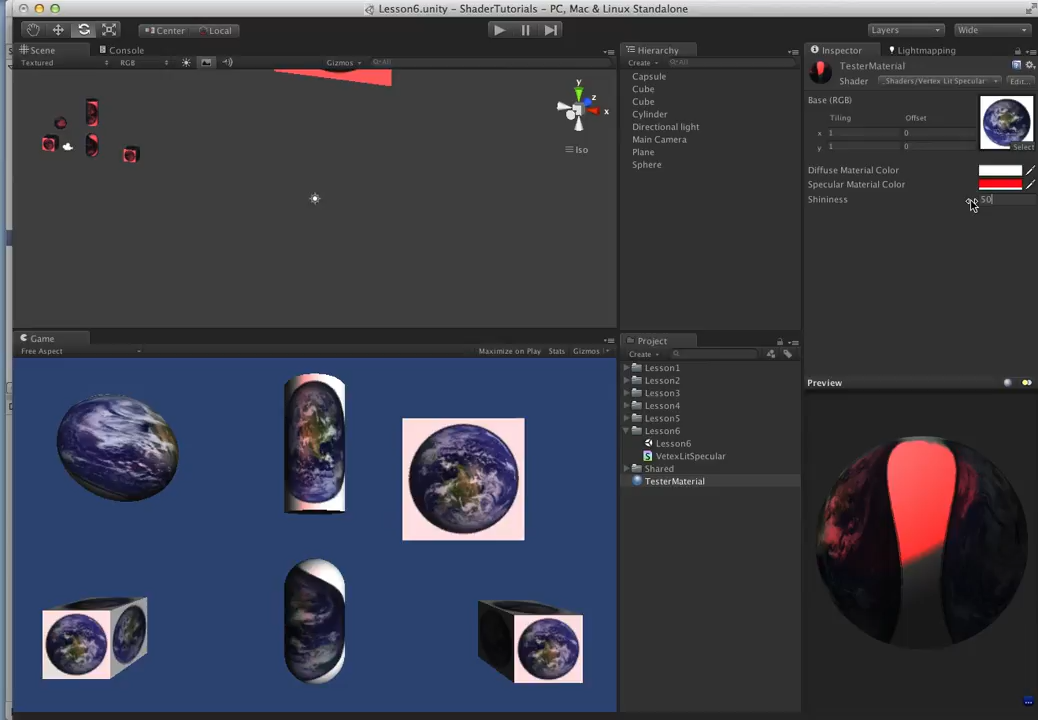 Lesson6.unity – ShaderTutorials – PC, Mac & Linux Standalone
Center Local
Layers Wide
Scene Console
Textured RGB Gizmos All
y
z
x
Iso
Hierarchy
Create All
Capsule
Cube
Cube
Cylinder
Directional light
Main Camera
Plane
Sphere
Inspector Lightmapping
TesterMaterial
Shader _Shaders/Vertex Lit Specular Edit...
Base (RGB)
Tiling Offset
x 1 0
y 1 0
Select
Diffuse Material Color
Specular Material Color
Shininess 50
Game
Free Aspect Maximize on Play Stats Gizmos
Project
Create
Lesson1
Lesson2
Lesson3
Lesson4
Lesson5
Lesson6
Lesson6
VetexLitSpecular
Shared
TesterMaterial
Preview